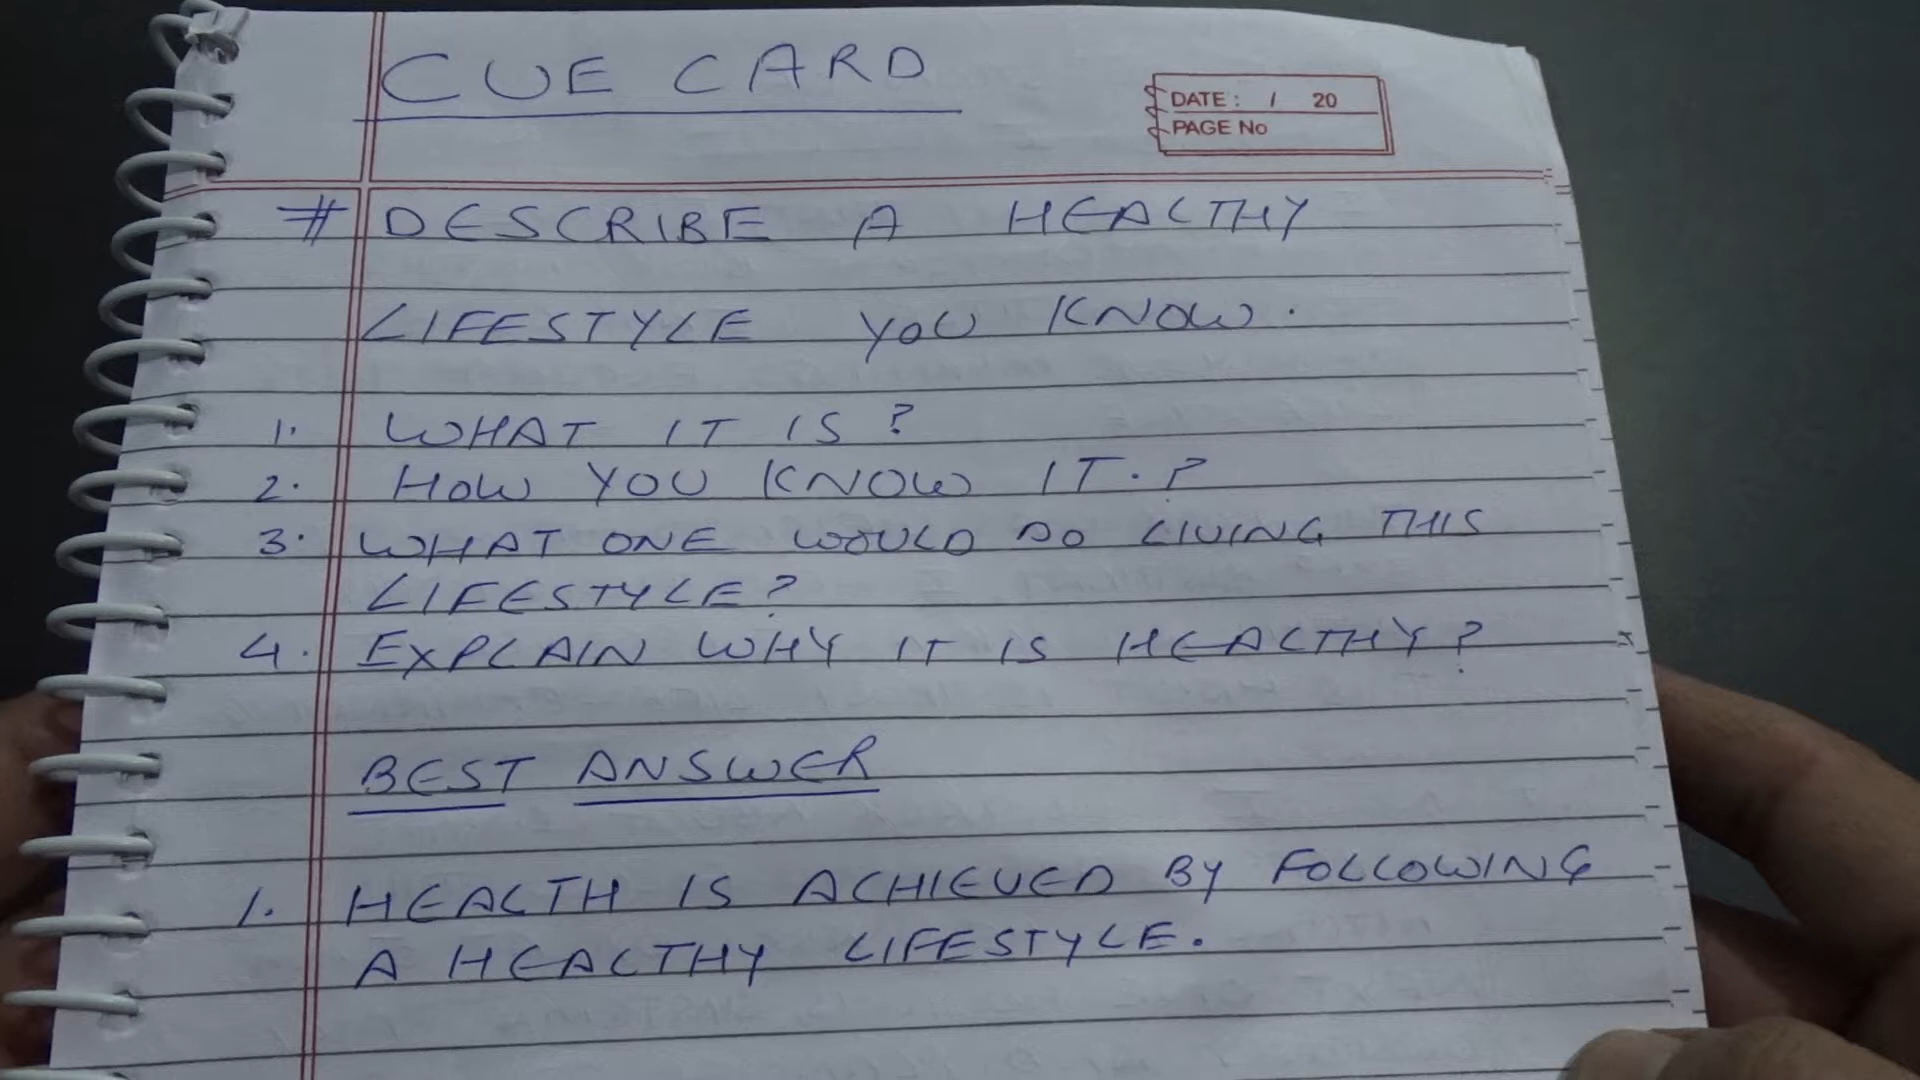 CUE CARD
DATE: / 20
PAGE No
# DESCRIBE A HEALTHY
LIFESTYLE YOU KNOW.
1. WHAT IT IS?
2. HOW YOU KNOW IT.?
3. WHAT ONE WOULD DO LIVING THIS
LIFESTYLE?
4. EXPLAIN WHY IT IS HEALTHY?
BEST ANSWER
1. HEALTH IS ACHIEVED BY FOLLOWING
A HEALTHY LIFESTYLE.